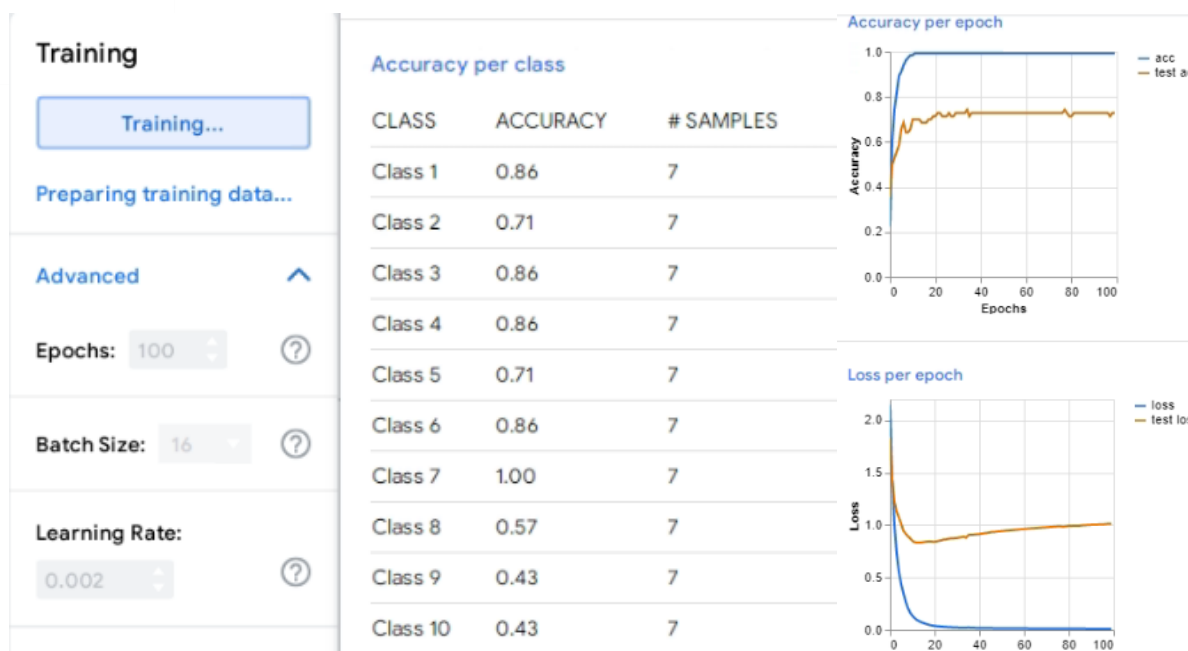 Training
Training...
Preparing training data...
Advanced
Epochs: 100
Batch Size: 16
Learning Rate:
0.002
Accuracy per class
CLASS ACCURACY # SAMPLES
Class 1 0.86 7
Class 2 0.71 7
Class 3 0.86 7
Class 4 0.86 7
Class 5 0.71 7
Class 6 0.86 7
Class 7 1.00 7
Class 8 0.57 7
Class 9 0.43 7
Class 10 0.43 7
Accuracy per epoch
1.0
0.8
0.6
0.4
0.2
0.0
Accuracy
0 20 40 60 80 100
Epochs
acc
test a
Loss per epoch
2.0
1.5
1.0
0.5
0.0
Loss
0 20 40 60 80 100
loss
test los